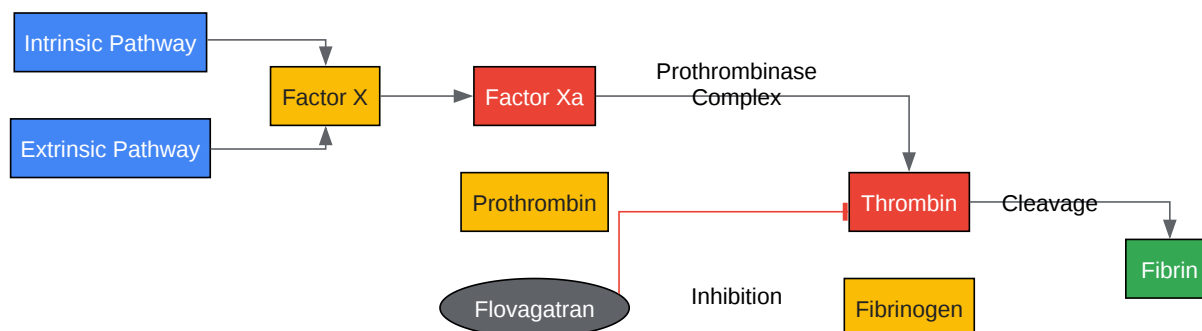 Intrinsic Pathway
Extrinsic Pathway
Factor X
Factor Xa
Prothrombinase
Complex
Prothrombin
Thrombin
Cleavage
Fibrin
Flovagatran
Inhibition
Fibrinogen